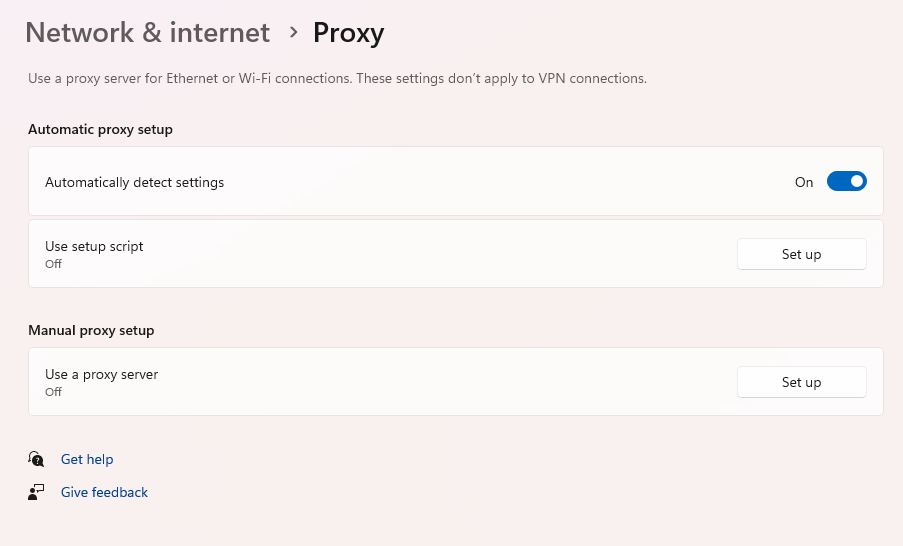 Network & internet > Proxy
Use a proxy server for Ethernet or Wi-Fi connections. These settings don't apply to VPN connections.
Automatic proxy setup
Automatically detect settings On
Use setup script
Off
Set up
Manual proxy setup
Use a proxy server
Off
Set up
Get help
Give feedback